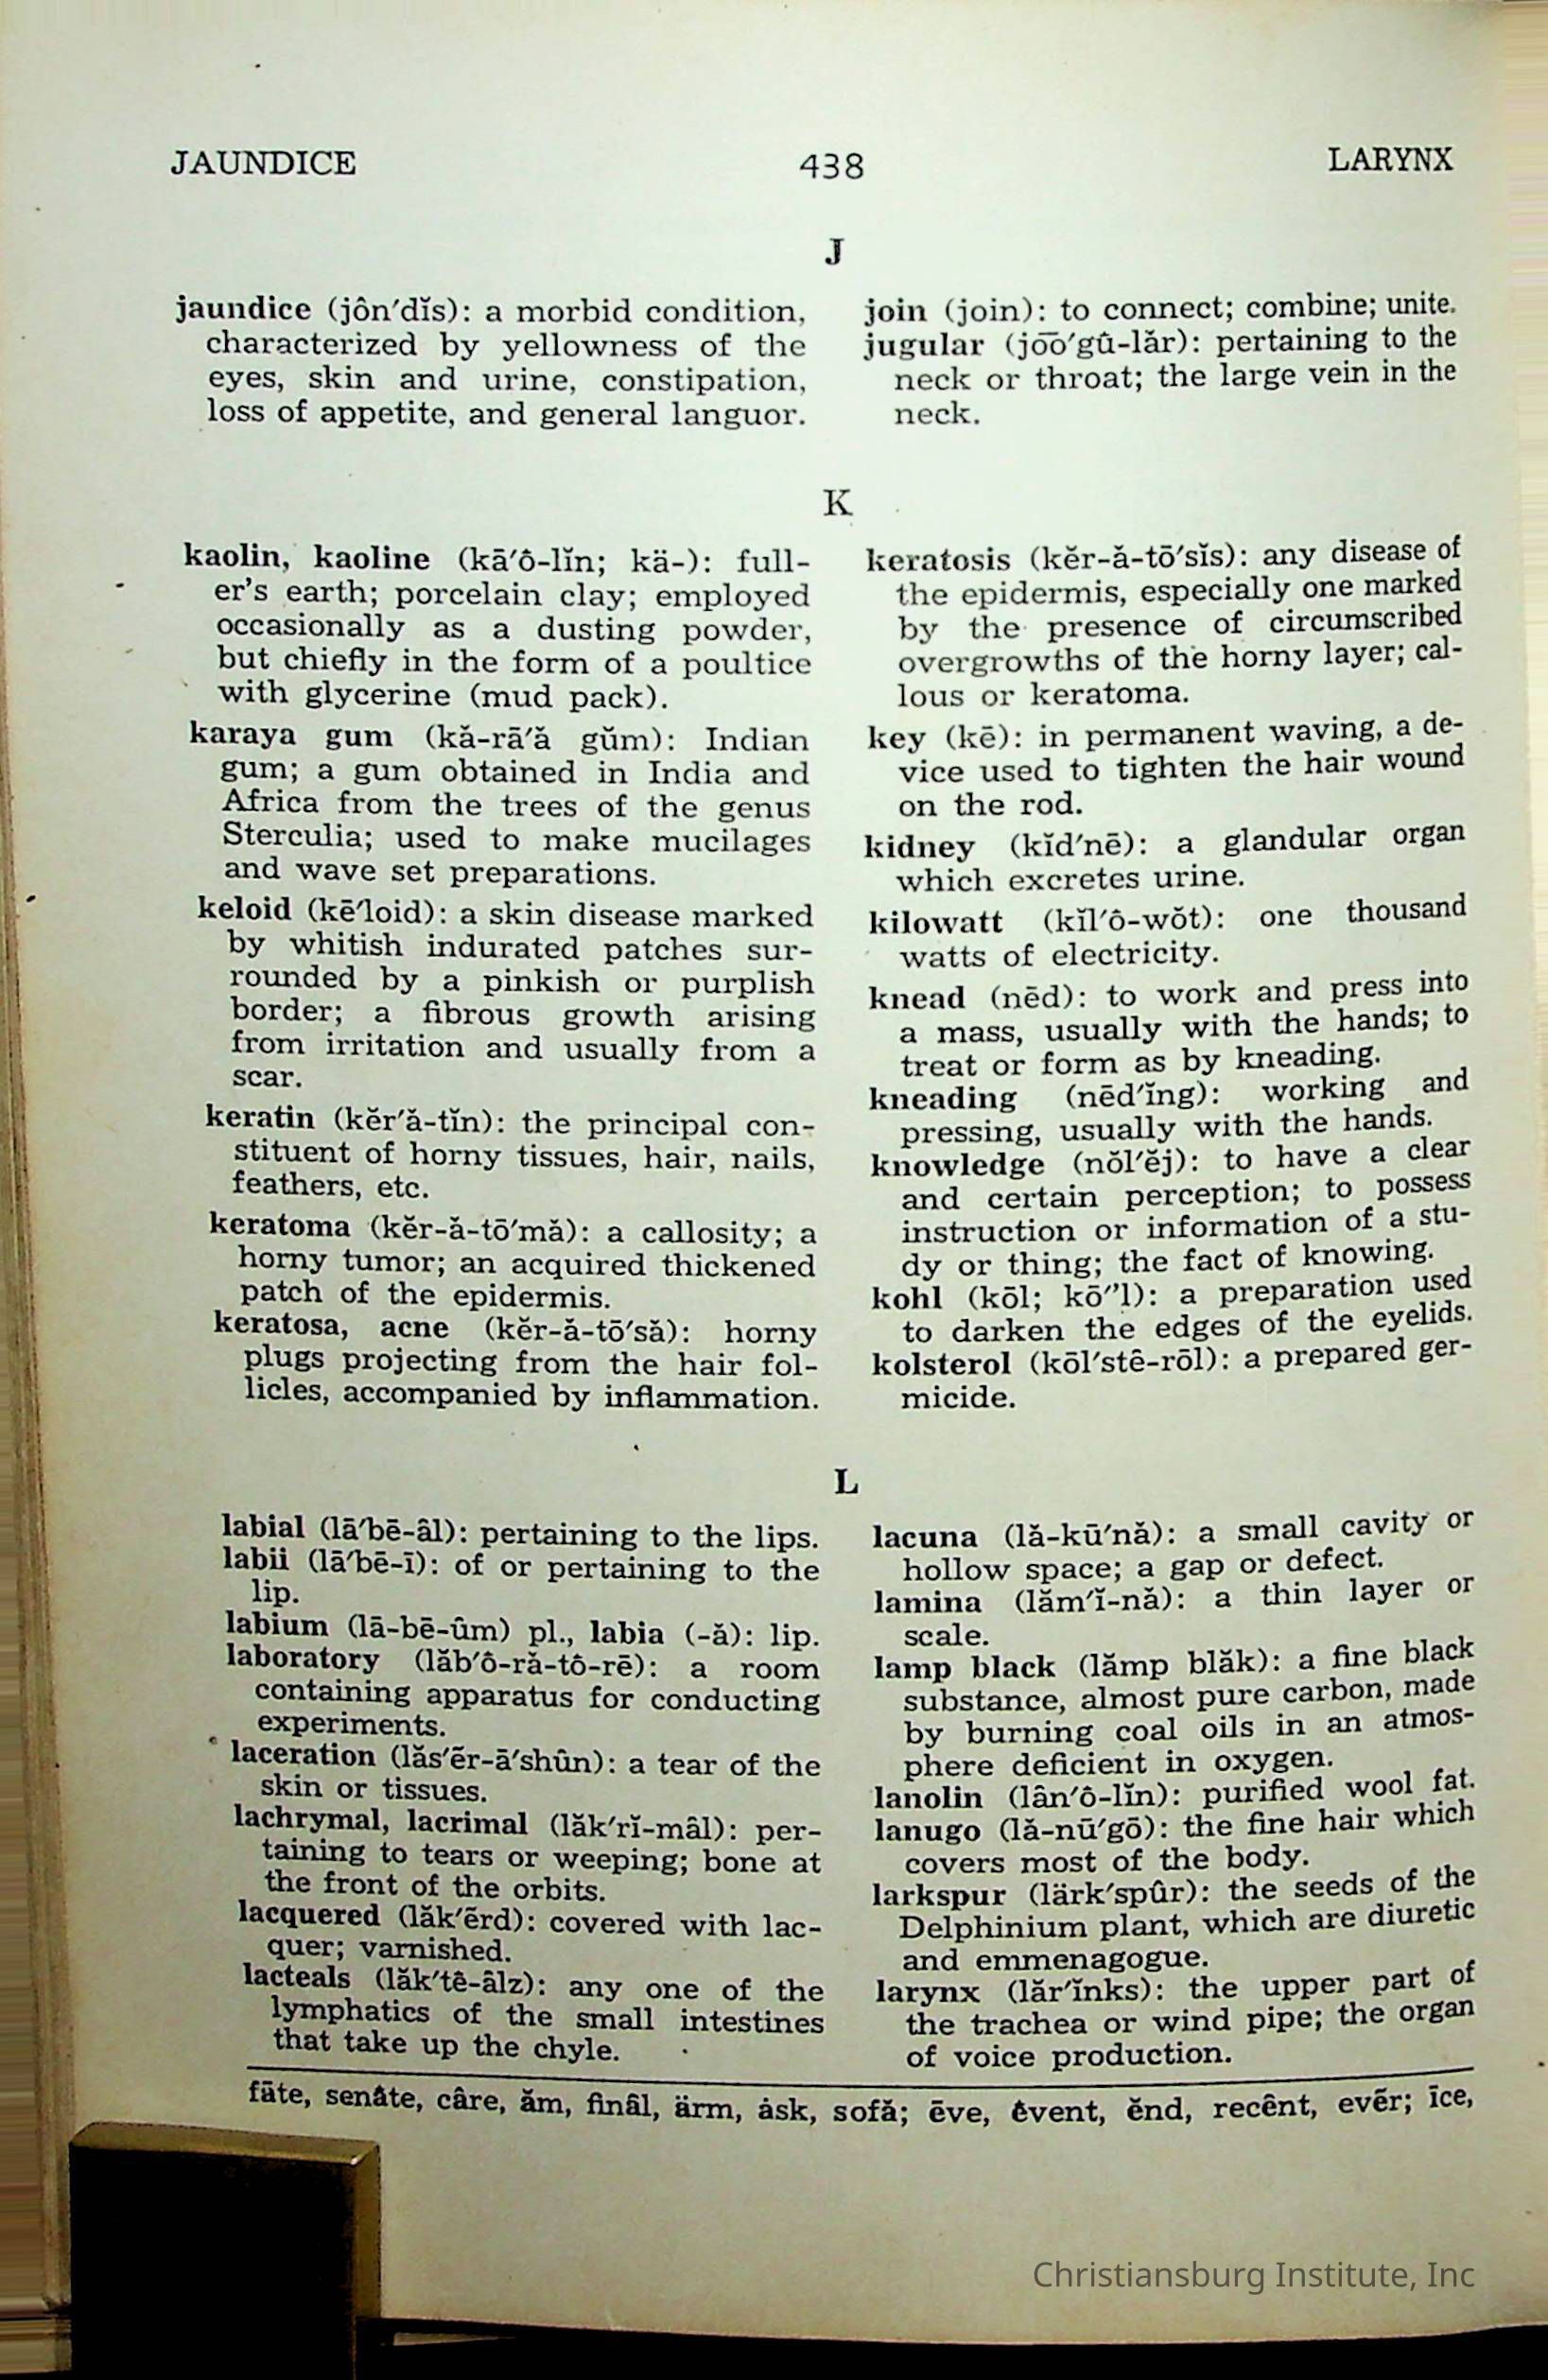 JAUNDICE 438 LARYNX
J
jaundice (jôn′dĭs): a morbid condition,
characterized by yellowness of the
eyes, skin and urine, constipation,
loss of appetite, and general languor.
join (join): to connect; combine; unite.
jugular (jo͞o′gû-lăr): pertaining to the
neck or throat; the large vein in the
neck.
K
kaolin, kaoline (kā′ô-lĭn; kä-): full-
er's earth; porcelain clay; employed
occasionally as a dusting powder,
but chiefly in the form of a poultice
with glycerine (mud pack).
karaya gum (kă-rā′ă gŭm): Indian
gum; a gum obtained in India and
Africa from the trees of the genus
Sterculia; used to make mucilages
and wave set preparations.
keloid (kē′loid): a skin disease marked
by whitish indurated patches sur-
rounded by a pinkish or purplish
border; a fibrous growth arising
from irritation and usually from a
scar.
keratin (kĕr′ă-tĭn): the principal con-
stituent of horny tissues, hair, nails,
feathers, etc.
keratoma (kĕr-ă-tō′mă): a callosity; a
horny tumor; an acquired thickened
patch of the epidermis.
keratosa, acne (kĕr-ă-tō′să): horny
plugs projecting from the hair fol-
licles, accompanied by inflammation.
keratosis (kĕr-ă-tō′sĭs): any disease of
the epidermis, especially one marked
by the presence of circumscribed
overgrowths of the horny layer; cal-
lous or keratoma.
key (kē): in permanent waving, a de-
vice used to tighten the hair wound
on the rod.
kidney (kĭd′nē): a glandular organ
which excretes urine.
kilowatt (kĭl′ô-wŏt): one thousand
watts of electricity.
knead (nēd): to work and press into
a mass, usually with the hands; to
treat or form as by kneading.
kneading (nēd′ĭng): working and
pressing, usually with the hands.
knowledge (nŏl′ĕj): to have a clear
and certain perception; to possess
instruction or information of a stu-
dy or thing; the fact of knowing.
kohl (kōl; kō″l): a preparation used
to darken the edges of the eyelids.
kolsterol (kōl′stê-rōl): a prepared ger-
micide.
L
labial (lā′bē-âl): pertaining to the lips.
labii (lā′bē-ī): of or pertaining to the
lip.
labium (lā-bē-ûm) pl., labia (-ă): lip.
laboratory (lăb′ô-ră-tô-rē): a room
containing apparatus for conducting
experiments.
laceration (lăs′ẽr-ā′shûn): a tear of the
skin or tissues.
lachrymal, lacrimal (lăk′rĭ-mâl): per-
taining to tears or weeping; bone at
the front of the orbits.
lacquered (lăk′ẽrd): covered with lac-
quer; varnished.
lacteals (lăk′tê-âlz): any one of the
lymphatics of the small intestines
that take up the chyle.
lacuna (lă-kū′nă): a small cavity or
hollow space; a gap or defect.
lamina (lăm′ĭ-nă): a thin layer or
scale.
lamp black (lămp blăk): a fine black
substance, almost pure carbon, made
by burning coal oils in an atmos-
phere deficient in oxygen.
lanolin (lân′ô-lĭn): purified wool fat.
lanugo (lă-nū′gō): the fine hair which
covers most of the body.
larkspur (lärk′spûr): the seeds of the
Delphinium plant, which are diuretic
and emmenagogue.
larynx (lăr′ĭnks): the upper part of
the trachea or wind pipe; the organ
of voice production.
fāte, senâte, câre, ăm, finâl, ärm, ȧsk, sofă; ēve, êvent, ĕnd, recênt, evẽr; īce,
Christiansburg Institute, Inc